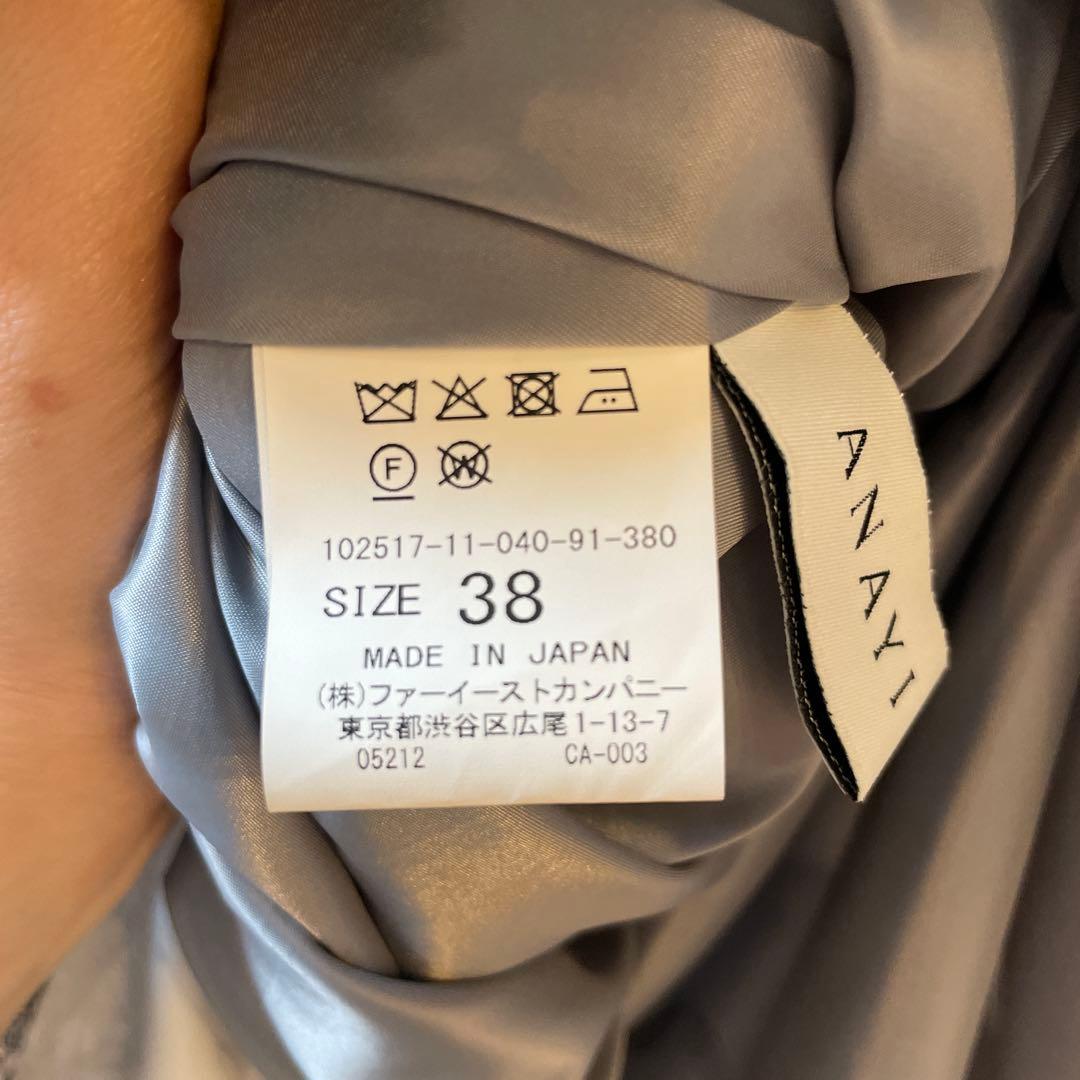 F W
102517-11-040-91-380
SIZE 38
MADE IN JAPAN
(株)ファーイーストカンパニー
東京都渋谷区広尾1-13-7
05212 CA-003
ANAYI